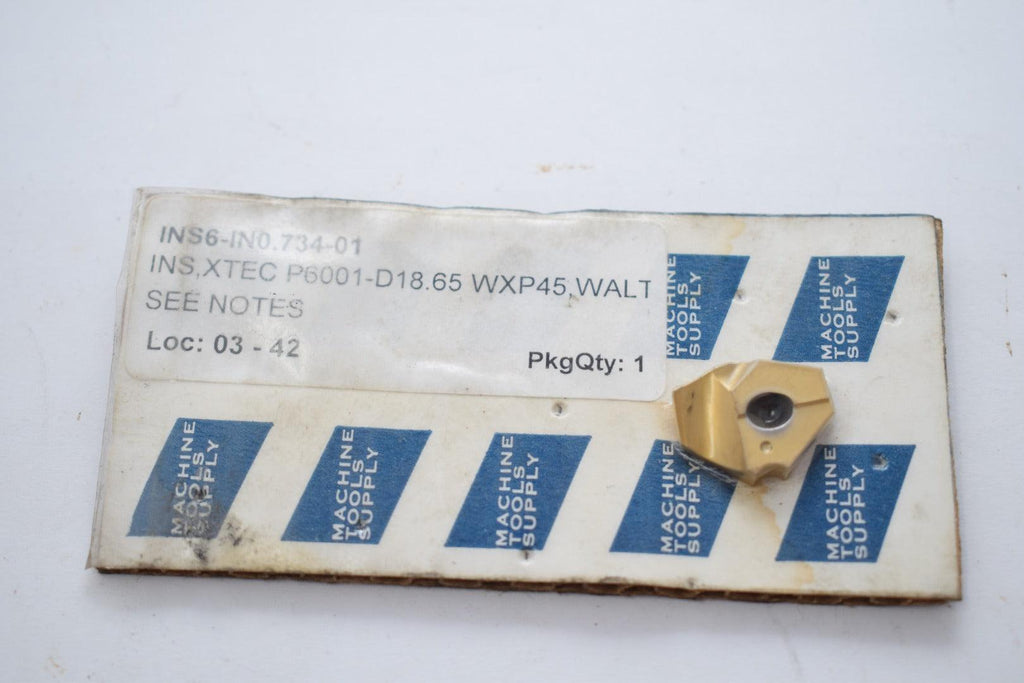 INS6-IN0.734-01
INS,XTEC P6001-D18.65 WXP45,WALT
SEE NOTES
Loc: 03 - 42
PkgQty: 1
MACHINE
TOOLS
SUPPLY
MACHINE
TOOLS
SUPPLY
MACHINE
TOOLS
SUPPLY
MACHINE
TOOLS
SUPPLY
MACHINE
TOOLS
SUPPLY
MACHINE
TOOLS
SUPPLY
MACHINE
TOOLS
SUPPLY